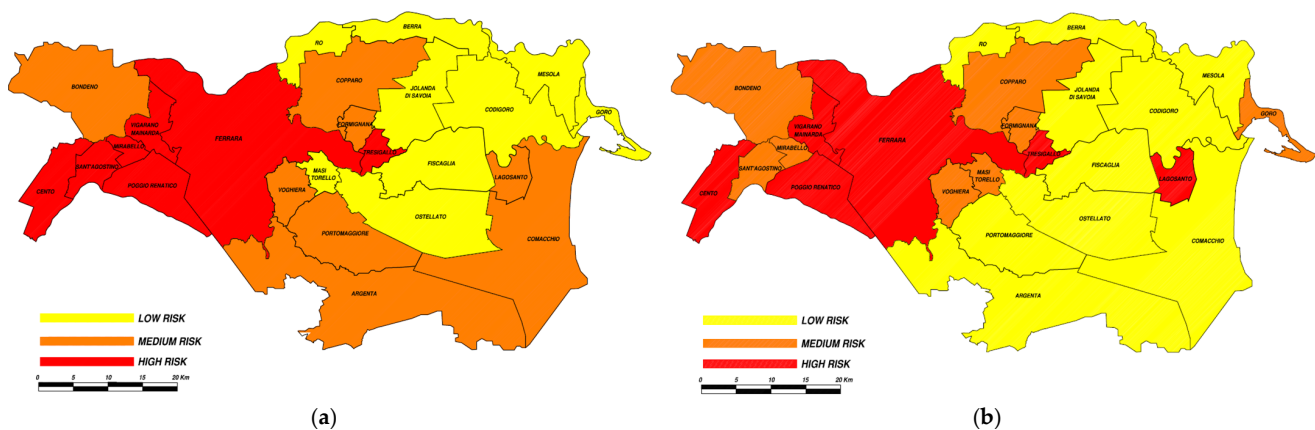 BERRA
RO
MESOLA
COPPARO
BONDENO
JOLANDA
DI SAVOIA
CODIGORO
GORO
FORMIGNANA
VIGARANO
MAINARDA
FERRARA
MIRABELLO
TRESIGALLO
SANT'AGOSTINO
FISCAGLIA
MASI
TORELLO
LAGOSANTO
CENTO
POGGIO RENATICO
VOGHIERA
OSTELLATO
PORTOMAGGIORE
COMACCHIO
ARGENTA
LOW RISK
MEDIUM RISK
HIGH RISK
0 5 10 15 20 Km
(a)
BERRA
RO
MESOLA
COPPARO
BONDENO
JOLANDA
DI SAVOIA
CODIGORO
GORO
FORMIGNANA
VIGARANO
MAINARDA
FERRARA
MIRABELLO
TRESIGALLO
SANT'AGOSTINO
FISCAGLIA
MASI
TORELLO
LAGOSANTO
CENTO
POGGIO RENATICO
VOGHIERA
OSTELLATO
PORTOMAGGIORE
COMACCHIO
ARGENTA
LOW RISK
MEDIUM RISK
HIGH RISK
0 5 10 15 20 Km
(b)